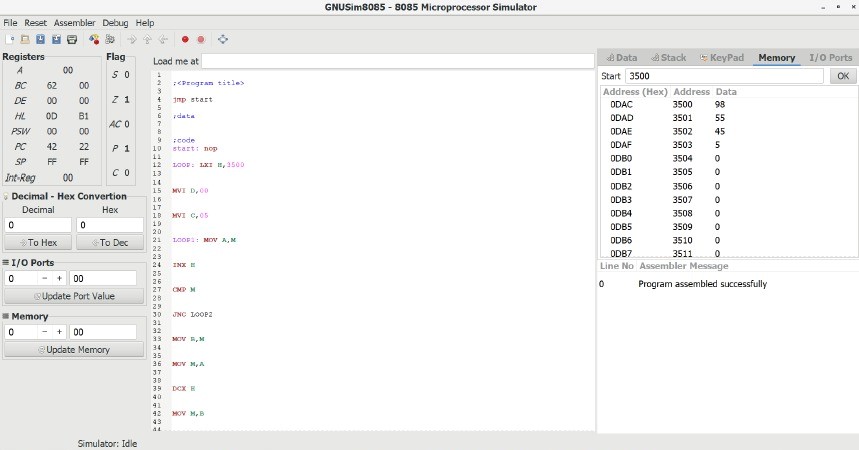 GNUSim8085 - 8085 Microprocessor Simulator
File Reset Assembler Debug Help
Registers
A 00
BC 62 00
DE 00 00
HL 0D B1
PSW 00 00
PC 42 22
SP FF FF
Int-Reg 00
Flag
S 0
Z 1
AC 0
P 1
C 0
Decimal - Hex Convertion
Decimal Hex
0 0
To Hex To Dec
I/O Ports
0 - + 00
Update Port Value
Memory
0 - + 00
Update Memory
Load me at
1
2 ;<Program title>
3
4 jmp start
5
6 ;data
7
8
9 ;code
10 start: nop
11
12 LOOP: LXI H,3500
13
14
15 MVI D,00
16
17
18 MVI C,05
19
20
21 LOOP1: MOV A,M
22
23
24 INX H
25
26
27 CMP M
28
29
30 JNC LOOP2
31
32
33 MOV B,M
34
35
36 MOV M,A
37
38
39 DCX H
40
41
42 MOV M,B
43
44
Data Stack KeyPad Memory I/O Ports
Start 3500 OK
Address (Hex) Address Data
0DAC 3500 98
0DAD 3501 55
0DAE 3502 45
0DAF 3503 5
0DB0 3504 0
0DB1 3505 0
0DB2 3506 0
0DB3 3507 0
0DB4 3508 0
0DB5 3509 0
0DB6 3510 0
0DB7 3511 0
Line No Assembler Message
0 Program assembled successfully
Simulator: Idle